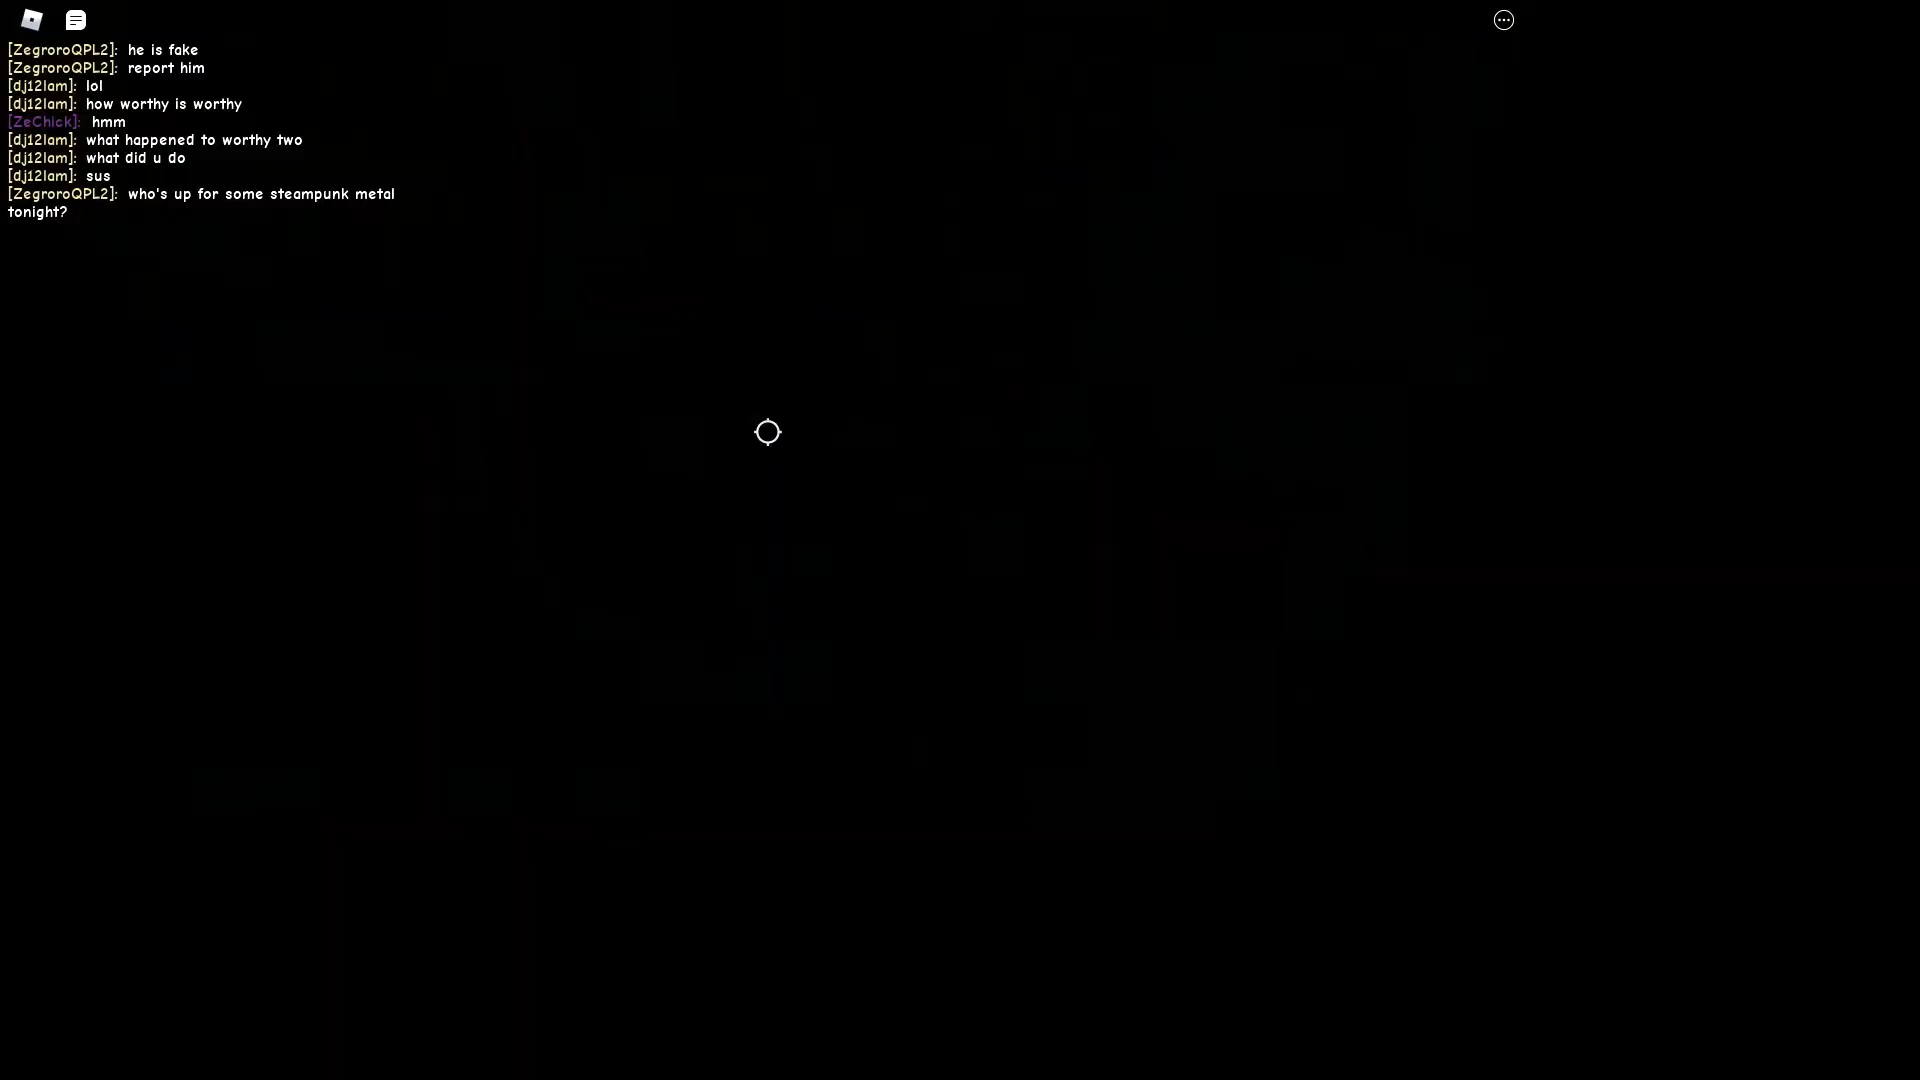 [ZegroroQPL2]: he is fake
[ZegroroQPL2]: report him
[dj12lam]: lol
[dj12lam]: how worthy is worthy
[ZeChick]: hmm
[dj12lam]: what happened to worthy two
[dj12lam]: what did u do
[dj12lam]: sus
[ZegroroQPL2]: who's up for some steampunk metal
tonight?